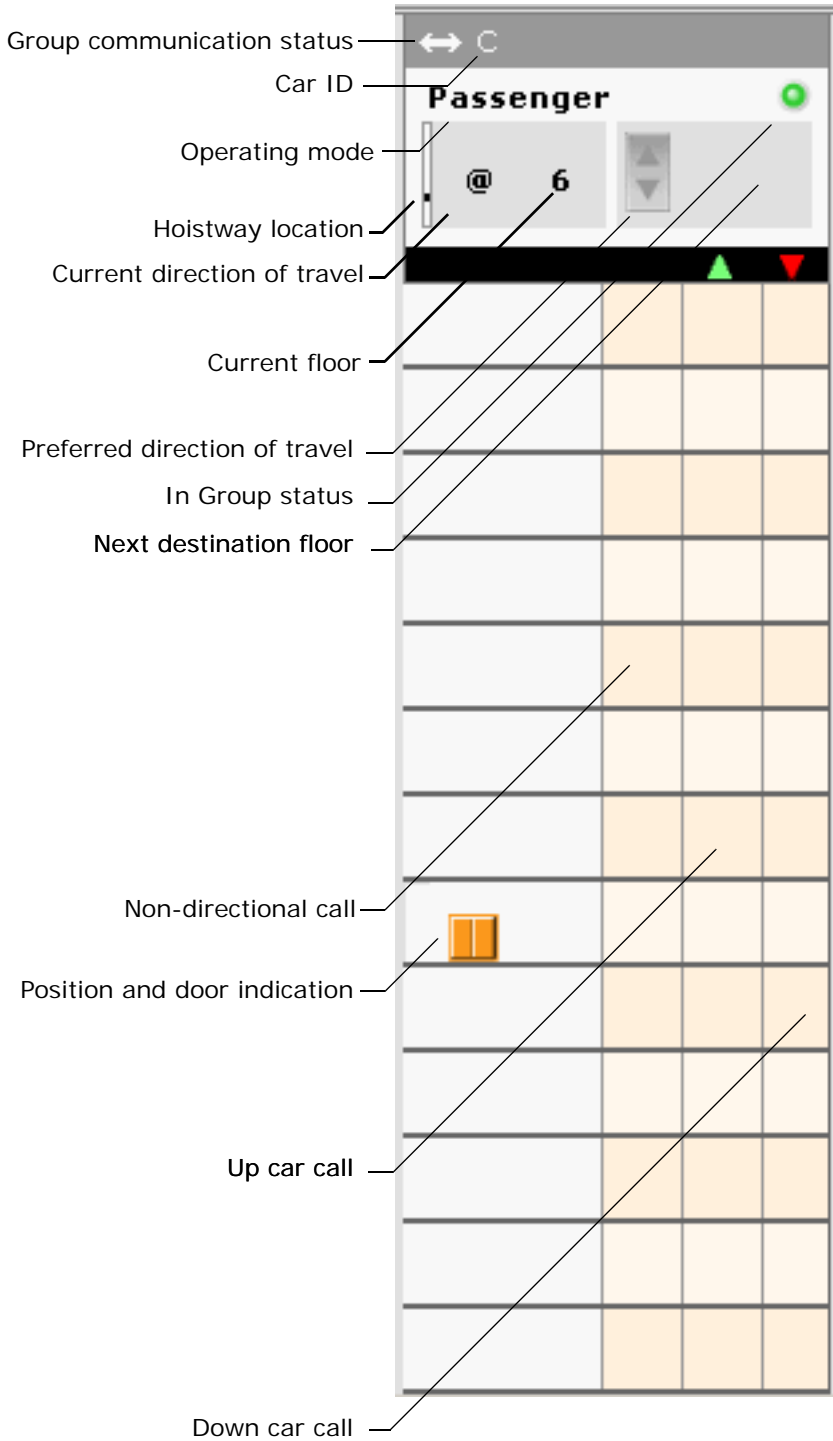 Group communication status
C
Car ID
Passenger
Operating mode
@ 6
Hoistway location
Current direction of travel
Current floor
Preferred direction of travel
In Group status
Next destination floor
Non-directional call
Position and door indication
Up car call
Down car call